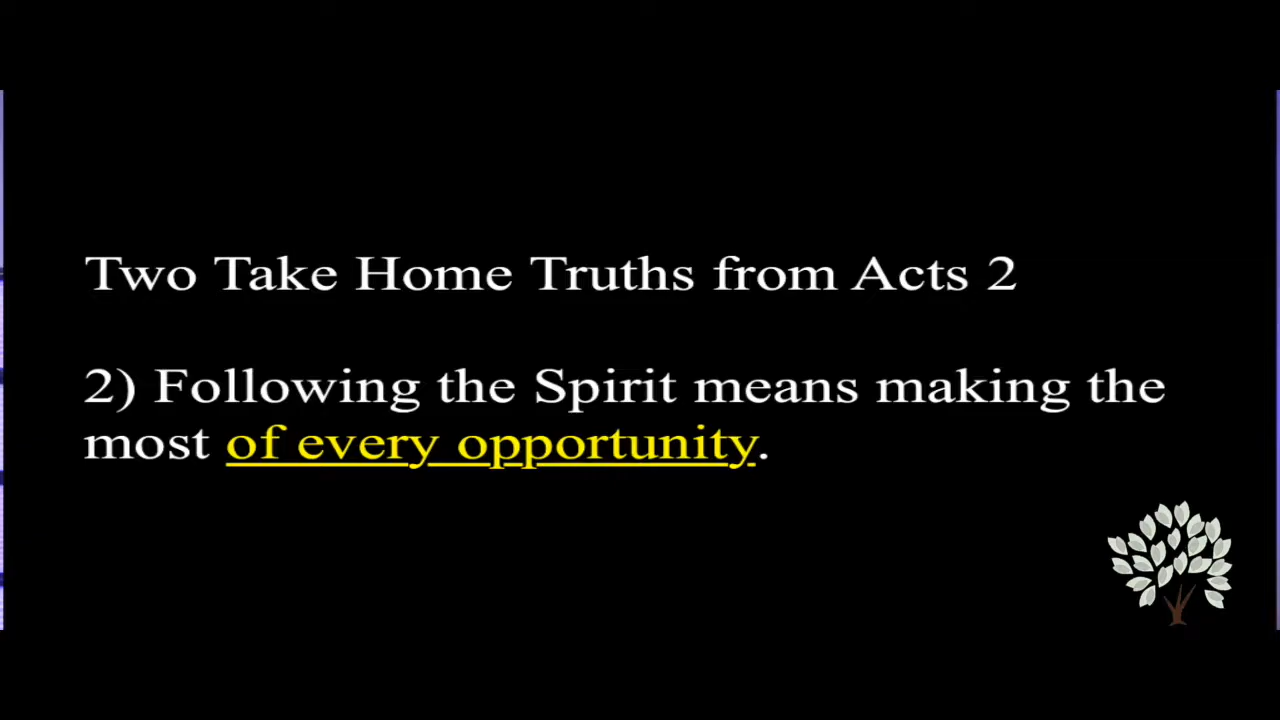 Two Take Home Truths from Acts 2
2) Following the Spirit means making the
most of every opportunity.